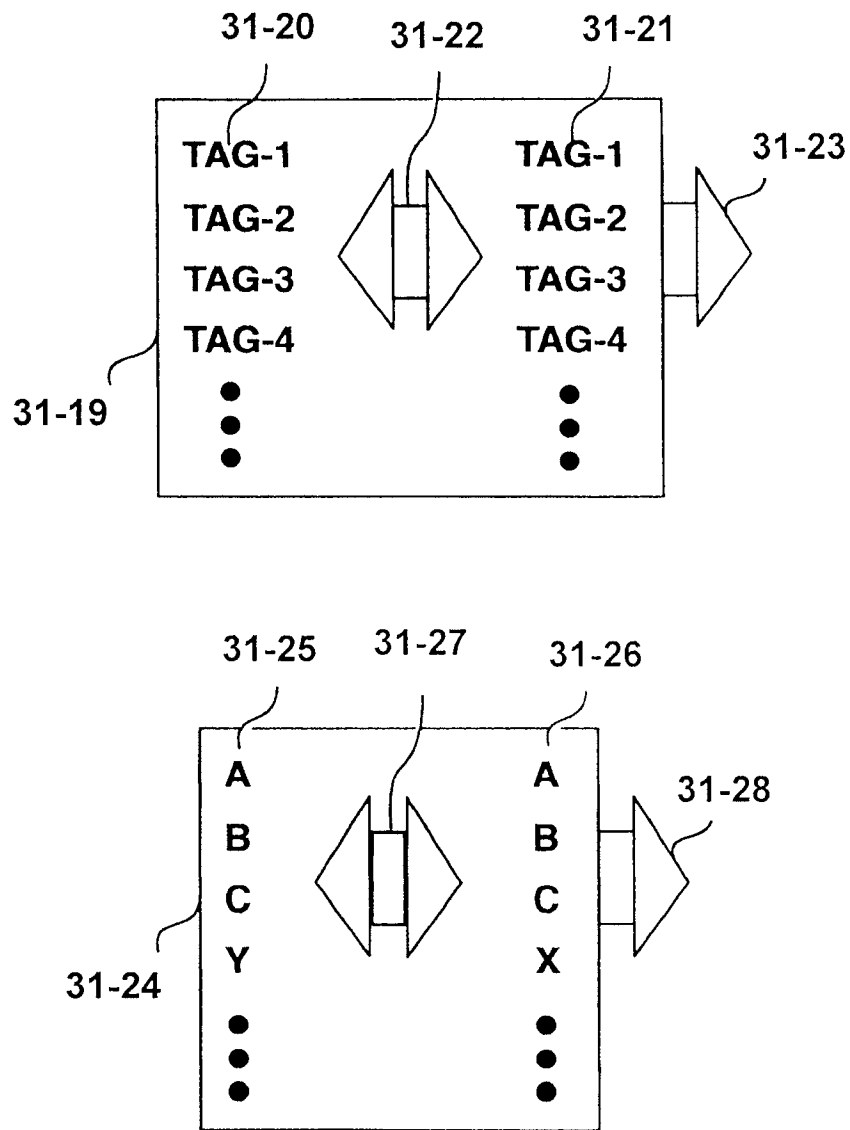 31-20 31-22 31-21
31-23
TAG-1 TAG-1
TAG-2 TAG-2
TAG-3 TAG-3
TAG-4 TAG-4
31-19
31-25 31-27 31-26
A A
31-28
B B
C C
Y X
31-24